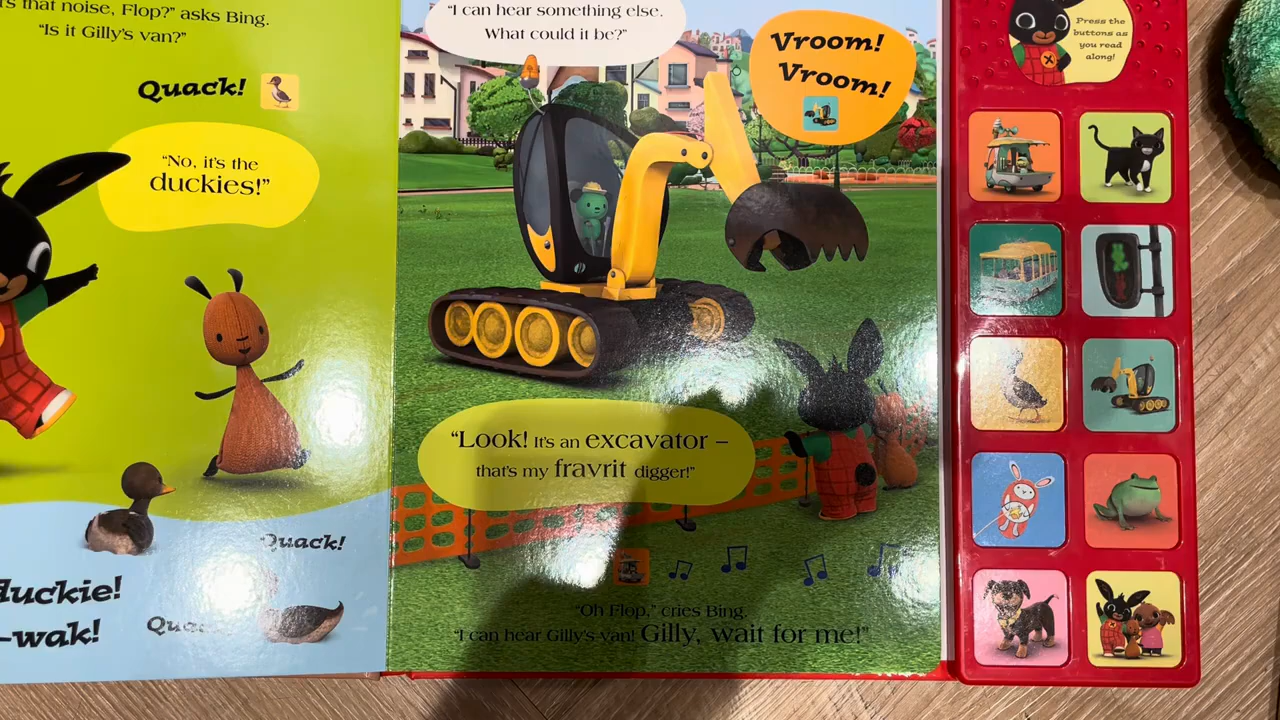 's that noise, Flop?" asks Bing.
"Is it Gilly's van?"
Quack!
"No, it's the
duckies!"
Quack!
duckie!
-wak!
"I can hear something else.
What could it be?"
Vroom!
Vroom!
"Look! It's an excavator –
that's my fravrit digger!"
"Oh Flop," cries Bing.
"I can hear Gilly's van! Gilly, wait for me!"
Press the
buttons as
you read
along!